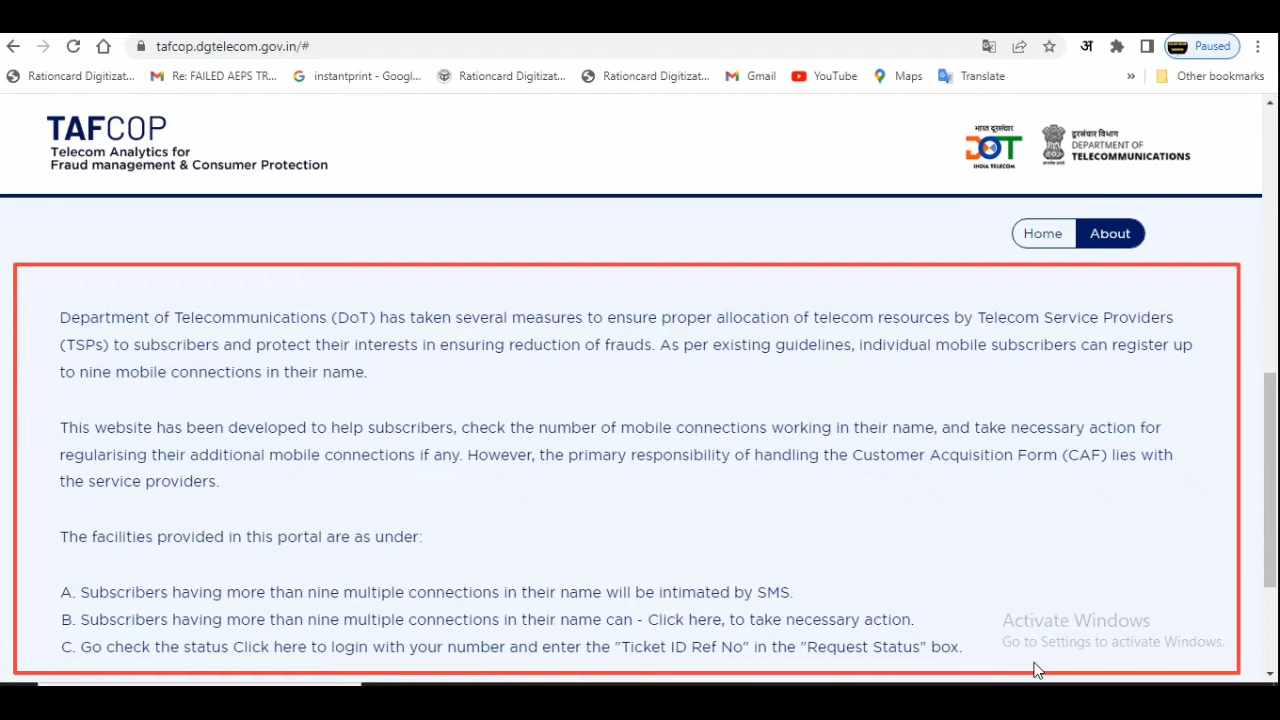 tafcop.dgtelecom.gov.in/#
अ
Paused
Rationcard Digitizat...
Re: FAILED AEPS TR...
instantprint - Googl...
Rationcard Digitizat...
Rationcard Digitizat...
Gmail
YouTube
Maps
Translate
»
Other bookmarks
TAFCOP
Telecom Analytics for
Fraud management & Consumer Protection
भारत दूरसंचार
DOT
INDIA TELECOM
दूरसंचार विभाग
DEPARTMENT OF
TELECOMMUNICATIONS
Home
About
Department of Telecommunications (DoT) has taken several measures to ensure proper allocation of telecom resources by Telecom Service Providers
(TSPs) to subscribers and protect their interests in ensuring reduction of frauds. As per existing guidelines, individual mobile subscribers can register up
to nine mobile connections in their name.
This website has been developed to help subscribers, check the number of mobile connections working in their name, and take necessary action for
regularising their additional mobile connections if any. However, the primary responsibility of handling the Customer Acquisition Form (CAF) lies with
the service providers.
The facilities provided in this portal are as under:
A. Subscribers having more than nine multiple connections in their name will be intimated by SMS.
B. Subscribers having more than nine multiple connections in their name can - Click here, to take necessary action.
C. Go check the status Click here to login with your number and enter the "Ticket ID Ref No" in the "Request Status" box.
Activate Windows
Go to Settings to activate Windows.